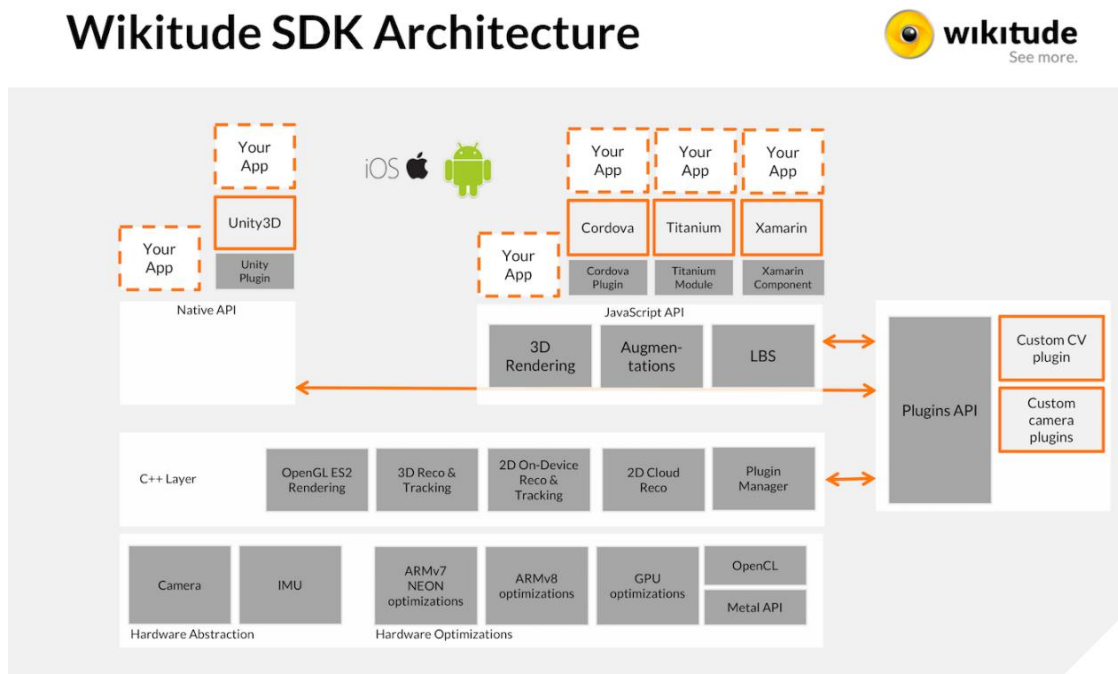 Wikitude SDK Architecture
wikitude
See more.
Your
App
iOS
Your
App
Your
App
Your
App
Unity3D
Cordova
Titanium
Xamarin
Your
App
Your
App
Unity
Plugin
Cordova
Plugin
Titanium
Module
Xamarin
Component
Native API
JavaScript API
3D
Rendering
Augmen-
tations
LBS
Plugins API
Custom CV
plugin
Custom
camera
plugins
C++ Layer
OpenGL ES2
Rendering
3D Reco &
Tracking
2D On-Device
Reco &
Tracking
2D Cloud
Reco
Plugin
Manager
Camera
IMU
ARMv7
NEON
optimizations
ARMv8
optimizations
GPU
optimizations
OpenCL
Metal API
Hardware Abstraction
Hardware Optimizations